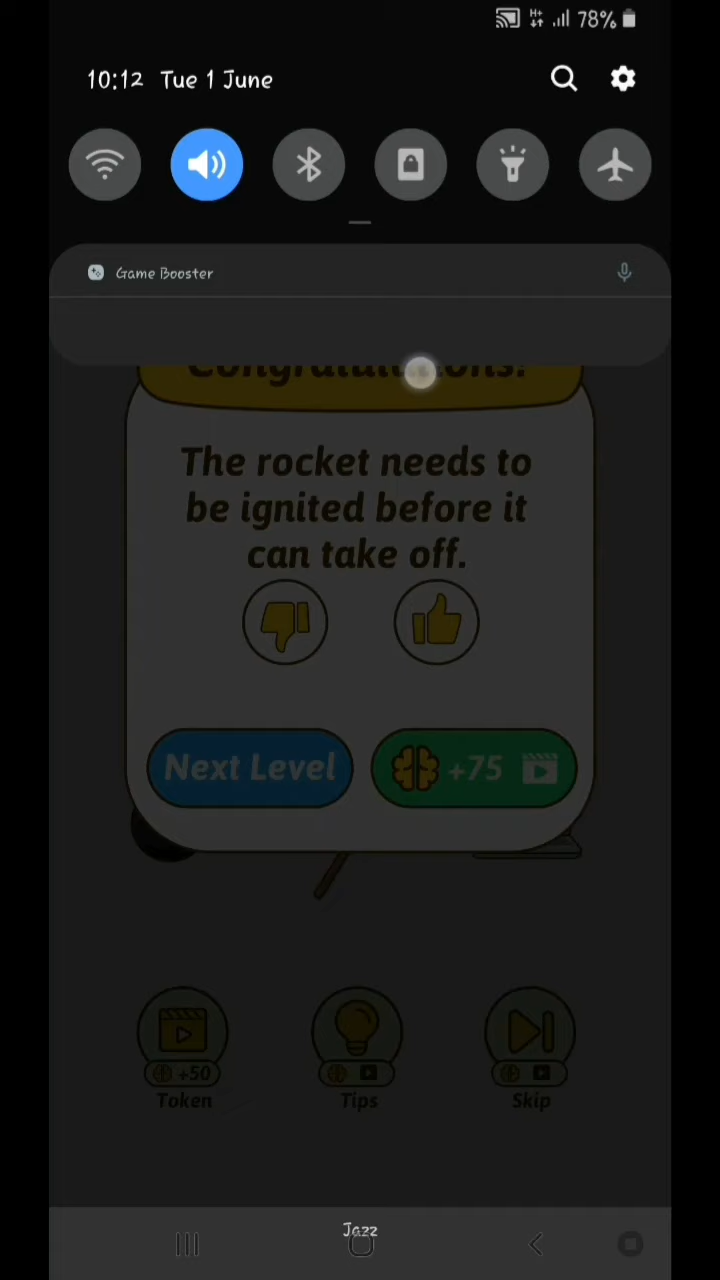 78%
10:12 Tue 1 June
Game Booster
Congratulations!
The rocket needs to
be ignited before it
can take off.
Next Level
+75
+50
Token
Tips
Skip
Jazz